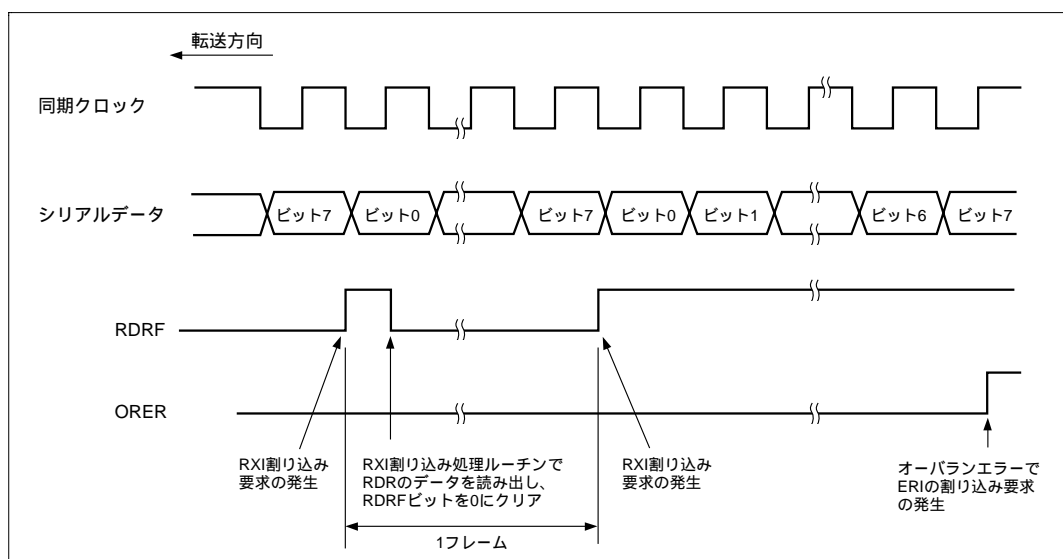 転送方向
同期クロック
シリアルデータ
ビット7
ビット0
ビット7
ビット0
ビット1
ビット6
ビット7
RDRF
ORER
RXI割り込み
要求の発生
RXI割り込み処理ルーチンで
RDRのデータを読み出し、
RDRFビットを0にクリア
RXI割り込み
要求の発生
オーバランエラーで
ERIの割り込み要求
の発生
1フレーム